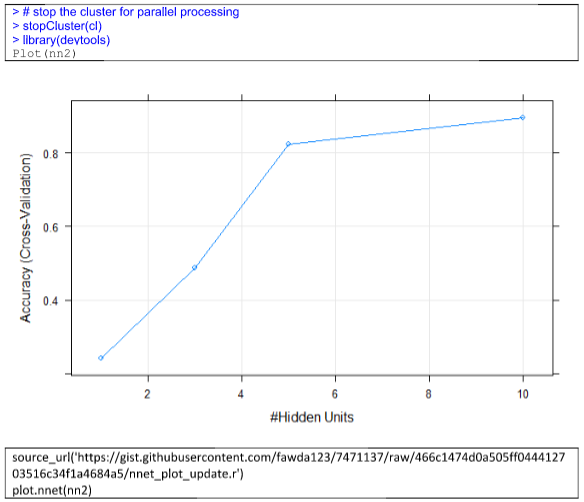 > # stop the cluster for parallel processing
> stopCluster(cl)
> library(devtools)
Plot(nn2)
0.8
0.6
0.4
Accuracy (Cross-Validation)
2 4 6 8 10
#Hidden Units
source_url('https://gist.githubusercontent.com/fawda123/7471137/raw/466c1474d0a505ff0444127
03516c34f1a4684a5/nnet_plot_update.r')
plot.nnet(nn2)